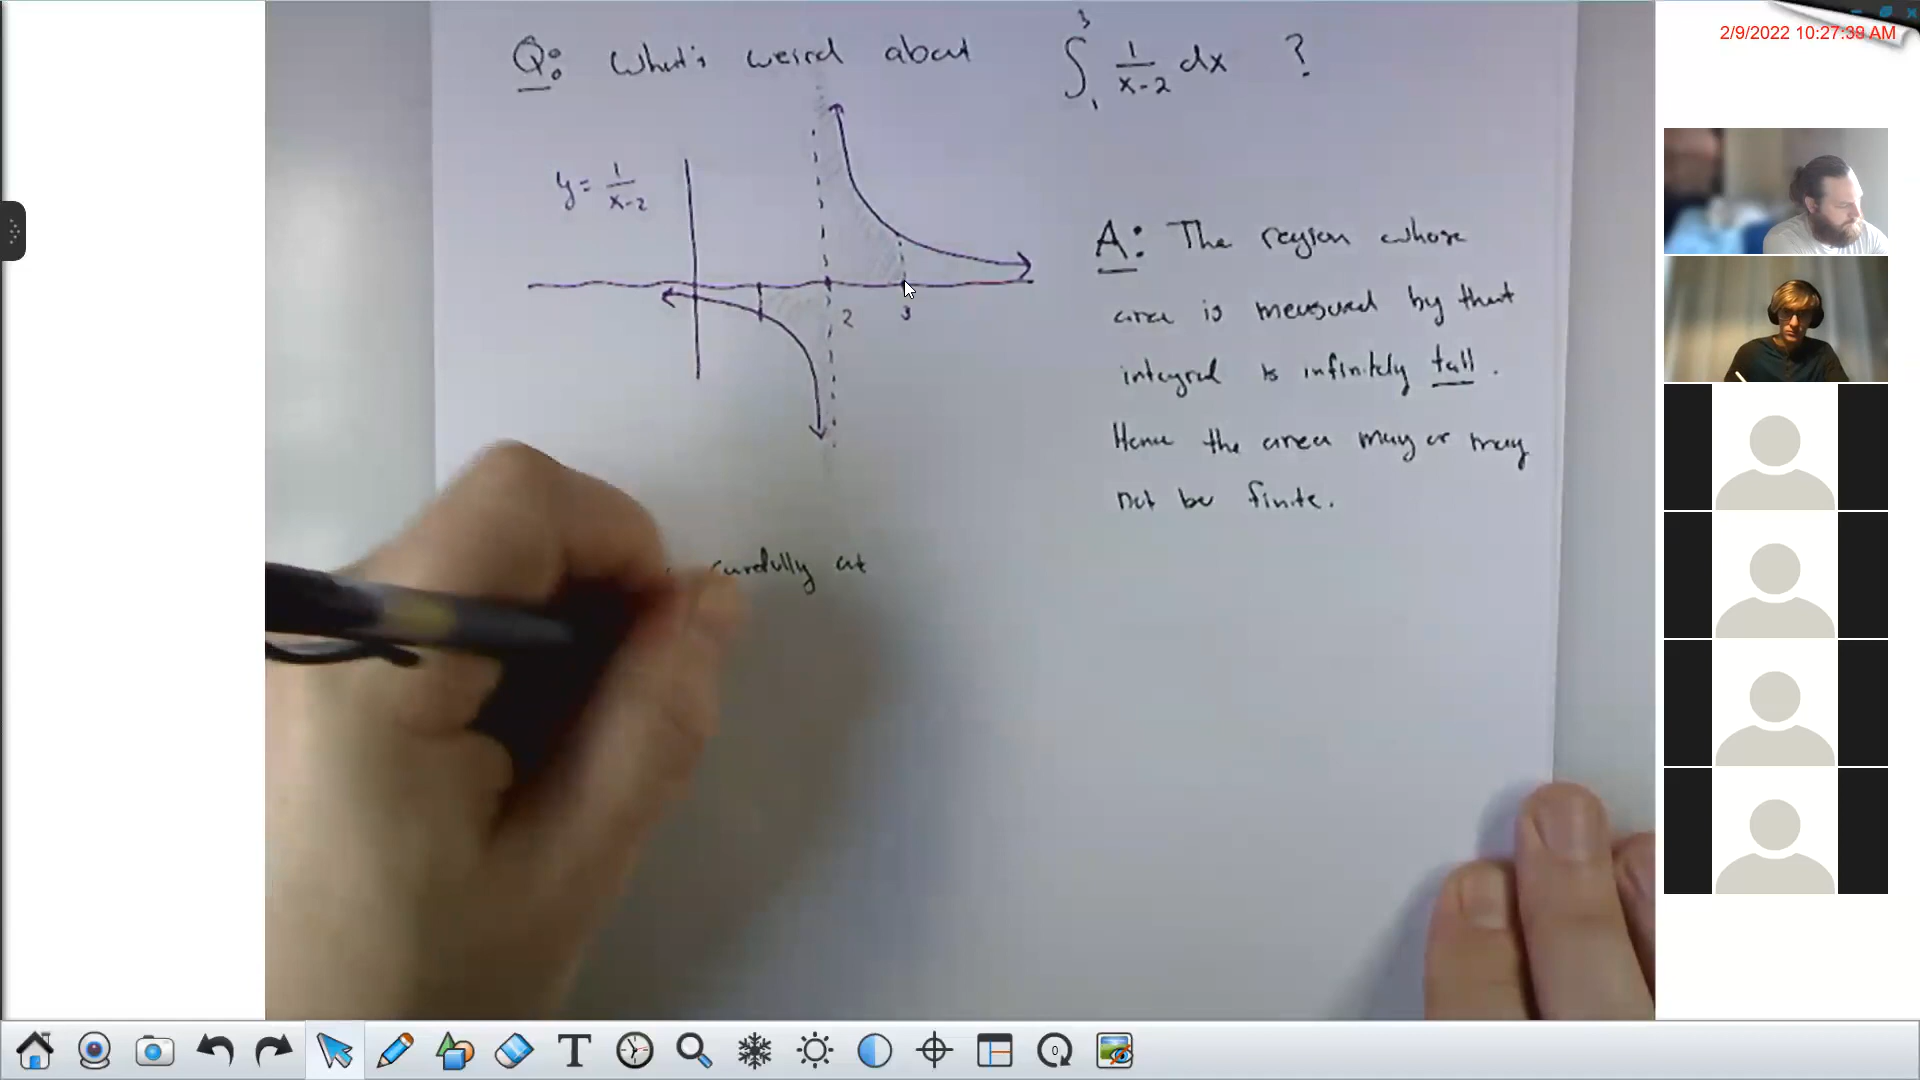 2/9/2022 10:27:39 AM
Q: What's weird about ∫₁³ 1/(x-2) dx ?
y = 1/(x-2)
A: The region whose
area is measured by that
integral is infinitely tall.
Hence the area may or may
not be finite.
2
3
carefully at
T
0